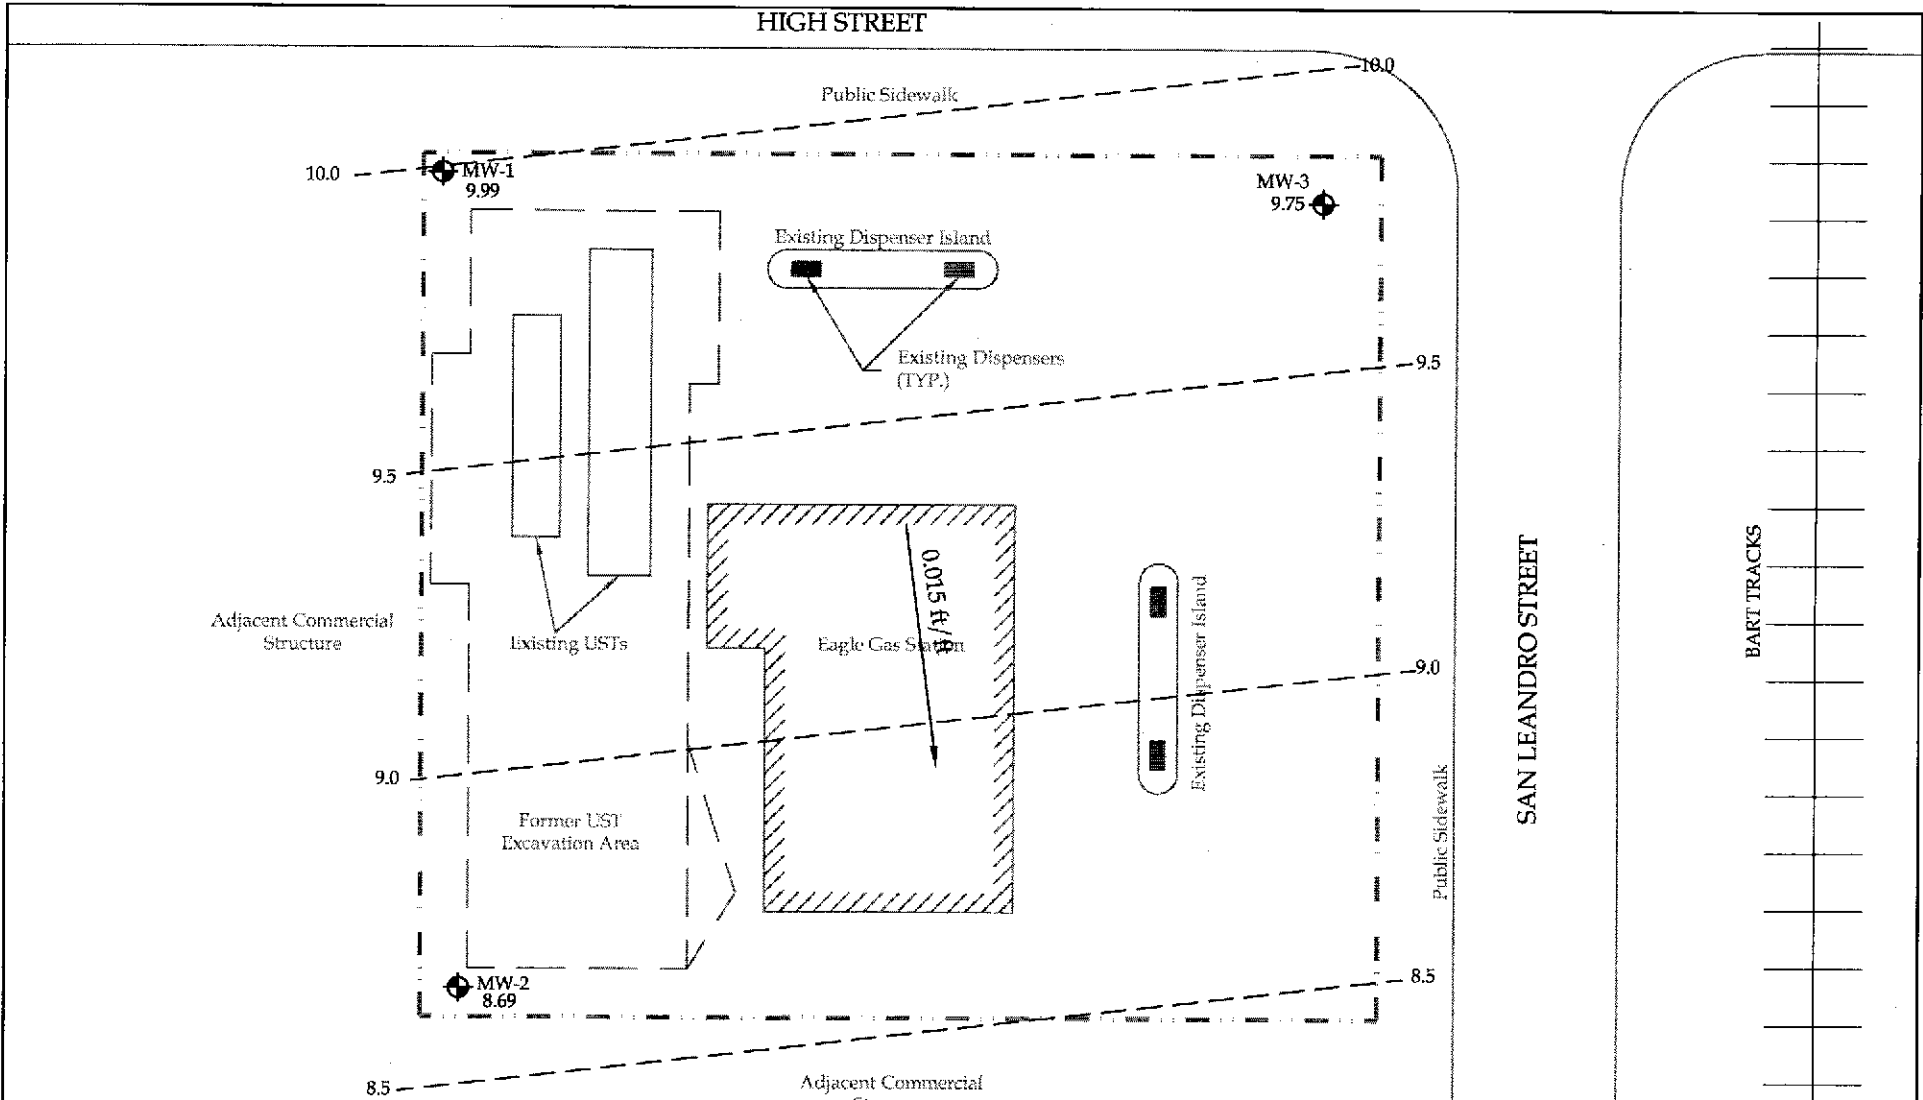 HIGH STREET
10.0
Public Sidewalk
10.0
MW-1
9.99
MW-3
9.75
Existing Dispenser Island
Existing Dispensers
(TYP.)
9.5
9.5
0.015 ft/ft
Adjacent Commercial
Structure
Existing USTs
Eagle Gas Station
Existing Dispenser Island
SAN LEANDRO STREET
BART TRACKS
9.0
9.0
Former UST
Excavation Area
Public Sidewalk
MW-2
8.69
8.5
8.5
Adjacent Commercial